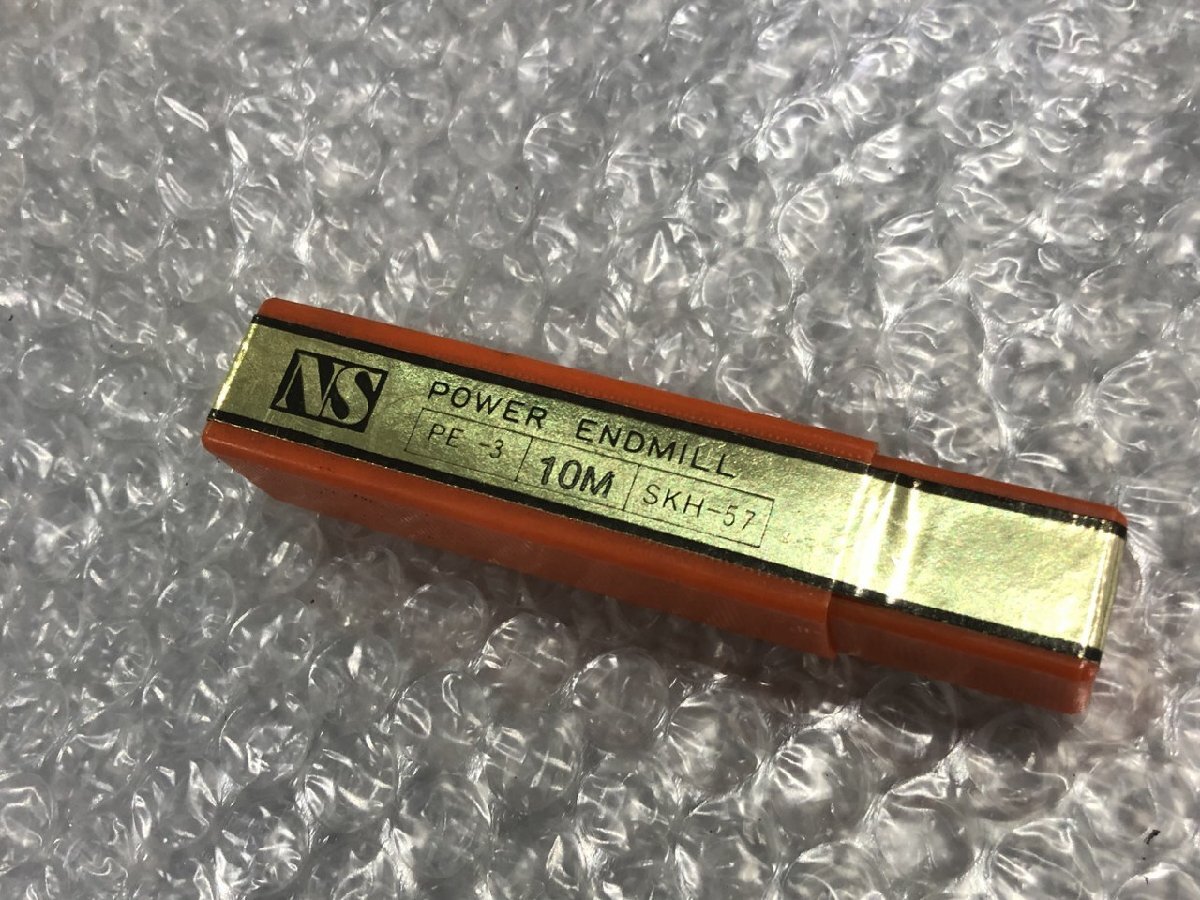 NS
POWER ENDMILL
PE -3 10M SKH-57